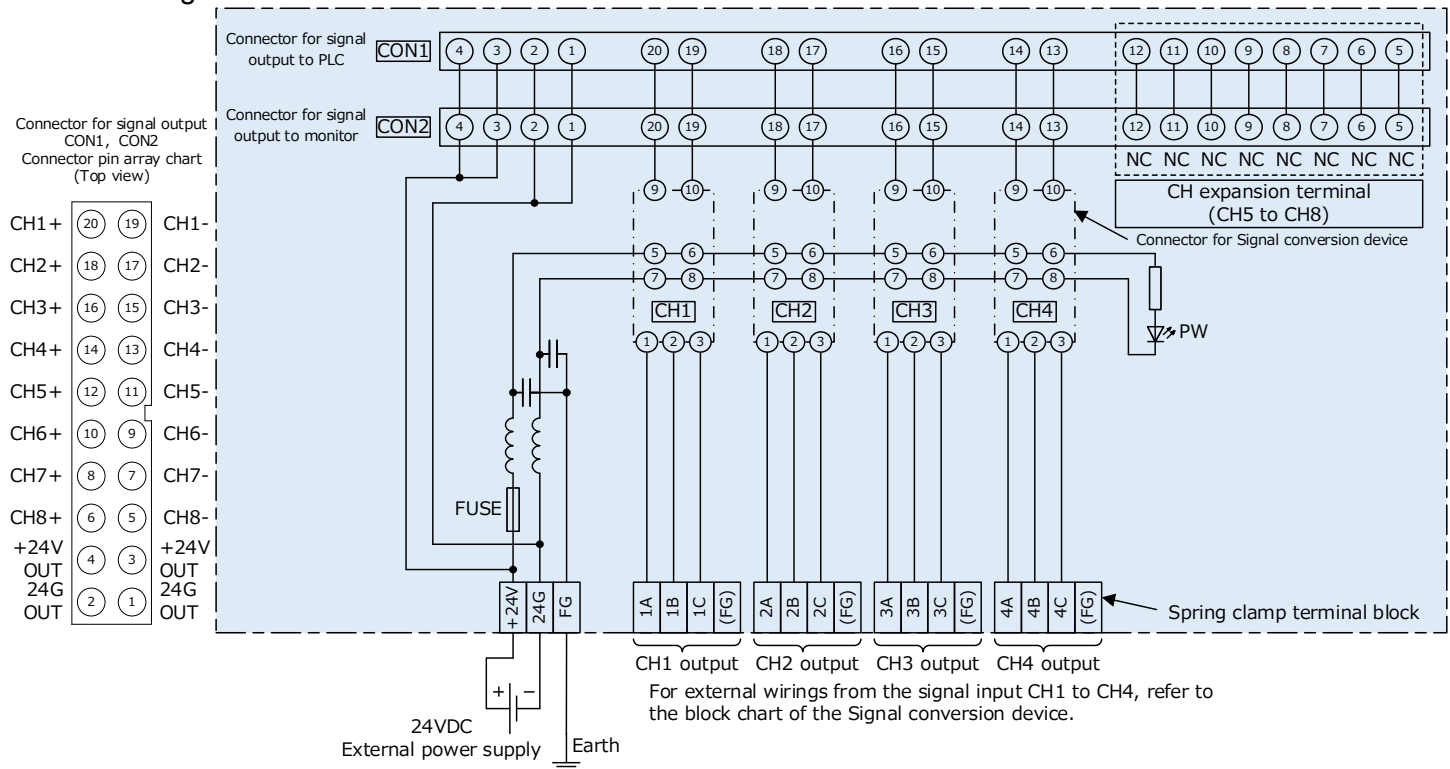 Connector for signal
output to PLC
CON1
4 3 2 1 20 19 18 17 16 15 14 13 12 11 10 9 8 7 6 5
Connector for signal
output to monitor
CON2
4 3 2 1 20 19 18 17 16 15 14 13 12 11 10 9 8 7 6 5
NC NC NC NC NC NC NC NC
CH expansion terminal
(CH5 to CH8)
Connector for Signal conversion device
Connector for signal output
CON1, CON2
Connector pin array chart
(Top view)
CH1+ 20 19 CH1-
CH2+ 18 17 CH2-
CH3+ 16 15 CH3-
CH4+ 14 13 CH4-
CH5+ 12 11 CH5-
CH6+ 10 9 CH6-
CH7+ 8 7 CH7-
CH8+ 6 5 CH8-
+24V OUT 4 3 +24V OUT
24G OUT 2 1 24G OUT
9 10 9 10 9 10 9 10
5 6 5 6 5 6 5 6
7 8 7 8 7 8 7 8
CH1 CH2 CH3 CH4
1 2 3 1 2 3 1 2 3 1 2 3
PW
FUSE
+24V 24G FG
1A 1B 1C (FG) 2A 2B 2C (FG) 3A 3B 3C (FG) 4A 4B 4C (FG)
Spring clamp terminal block
CH1 output CH2 output CH3 output CH4 output
For external wirings from the signal input CH1 to CH4, refer to
the block chart of the Signal conversion device.
+ −
24VDC
External power supply
Earth